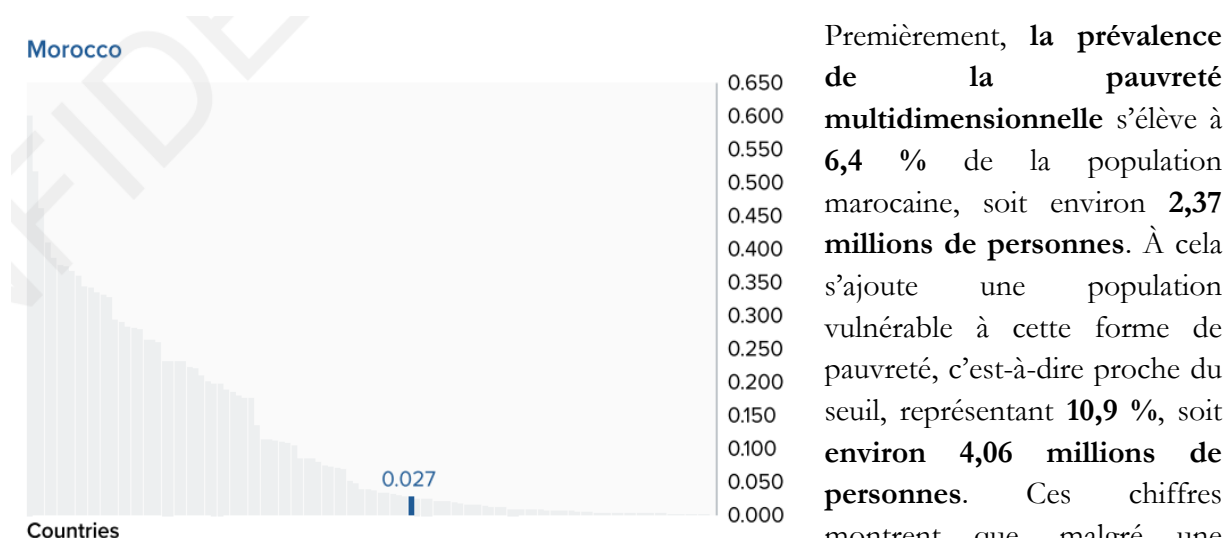 Morocco
0.650
0.600
0.550
0.500
0.450
0.400
0.350
0.300
0.250
0.200
0.150
0.100
0.050
0.000
0.027
Countries
Premièrement, la prévalence
de la pauvreté
multidimensionnelle s’élève à
6,4 % de la population
marocaine, soit environ 2,37
millions de personnes. À cela
s’ajoute une population
vulnérable à cette forme de
pauvreté, c’est-à-dire proche du
seuil, représentant 10,9 %, soit
environ 4,06 millions de
personnes. Ces chiffres
montrent que, malgré une